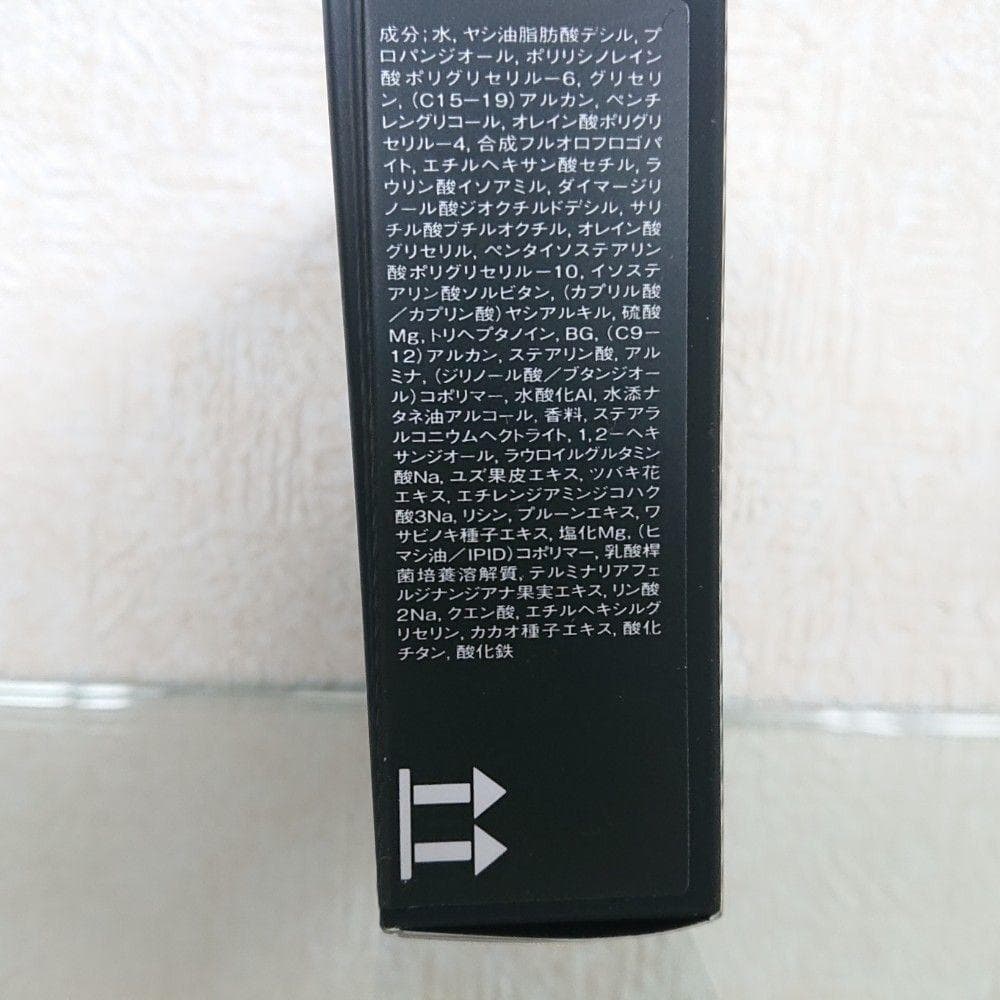 成分；水, ヤシ油脂肪酸デシル, プ
ロパンジオール, ポリリシノレイン
酸ポリグリセリルー6, グリセリ
ン, (C15ー19)アルカン, ペンチ
レングリコール, オレイン酸ポリグリ
セリルー4, 合成フルオロフロゴパ
イト, エチルヘキサン酸セチル, ラ
ウリン酸イソアミル, ダイマージリ
ノール酸ジオクチルドデシル, サリ
チル酸ブチルオクチル, オレイン酸
グリセリル, ペンタイソステアリン
酸ポリグリセリルー10, イソステ
アリン酸ソルビタン, (カプリル酸
／カプリン酸)ヤシアルキル, 硫酸
Mg, トリヘプタノイン, BG, (C9ー
12)アルカン, ステアリン酸, アル
ミナ, (ジリノール酸／ブタンジオー
ル)コポリマー, 水酸化Al, 水添ナ
タネ油アルコール, 香料, ステアラ
ルコニウムヘクトライト, 1,2ーヘキ
サンジオール, ラウロイルグルタミン
酸Na, ユズ果皮エキス, ツバキ花
エキス, エチレンジアミンジコハク
酸3Na, リシン, プルーンエキス, ワ
サビノキ種子エキス, 塩化Mg, (ヒ
マシ油／IPID)コポリマー, 乳酸桿
菌培養溶解質, テルミナリアフェ
ルジナンジアナ果実エキス, リン酸
2Na, クエン酸, エチルヘキシルグ
リセリン, カカオ種子エキス, 酸化
チタン, 酸化鉄